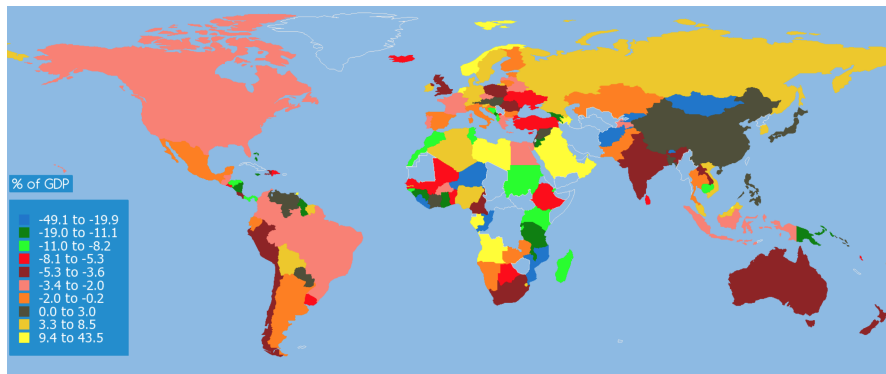 % of GDP
-49.1 to -19.9
-19.0 to -11.1
-11.0 to -8.2
-8.1 to -5.3
-5.3 to -3.6
-3.4 to -2.0
-2.0 to -0.2
0.0 to 3.0
3.3 to 8.5
9.4 to 43.5